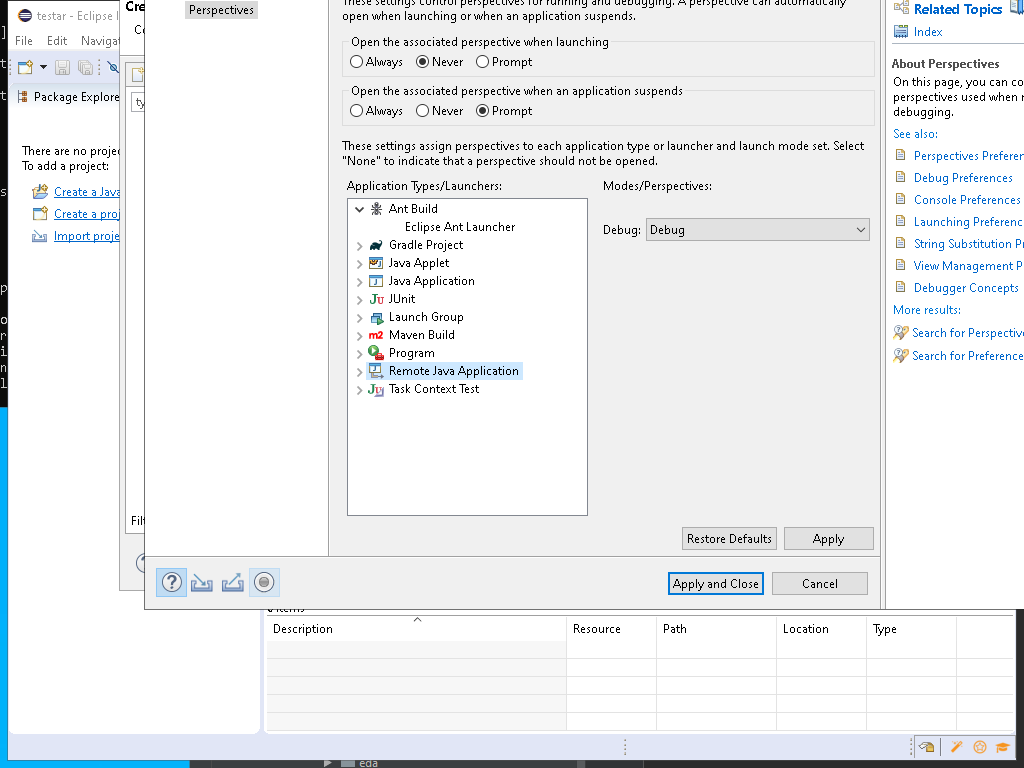 testar - Eclipse I
File Edit Navigat
Package Explore
There are no projec
To add a project:
Create a Java
Create a proj
Import proje
Cre
Perspectives
These settings control perspectives for running and debugging. A perspective can automatically
open when launching or when an application suspends.
Open the associated perspective when launching
Always
Never
Prompt
Open the associated perspective when an application suspends
Always
Never
Prompt
These settings assign perspectives to each application type or launcher and launch mode set. Select
"None" to indicate that a perspective should not be opened.
Application Types/Launchers:
Modes/Perspectives:
Ant Build
Eclipse Ant Launcher
Gradle Project
Java Applet
Java Application
JUnit
Launch Group
Maven Build
Program
Remote Java Application
Task Context Test
Debug: Debug
Restore Defaults
Apply
Apply and Close
Cancel
Related Topics
Index
About Perspectives
On this page, you can co
perspectives used when r
debugging.
See also:
Perspectives Preferen
Debug Preferences
Console Preferences
Launching Preferenc
String Substitution P
View Management P
Debugger Concepts
More results:
Search for Perspective
Search for Preference
Filt
Description
Resource
Path
Location
Type
eda